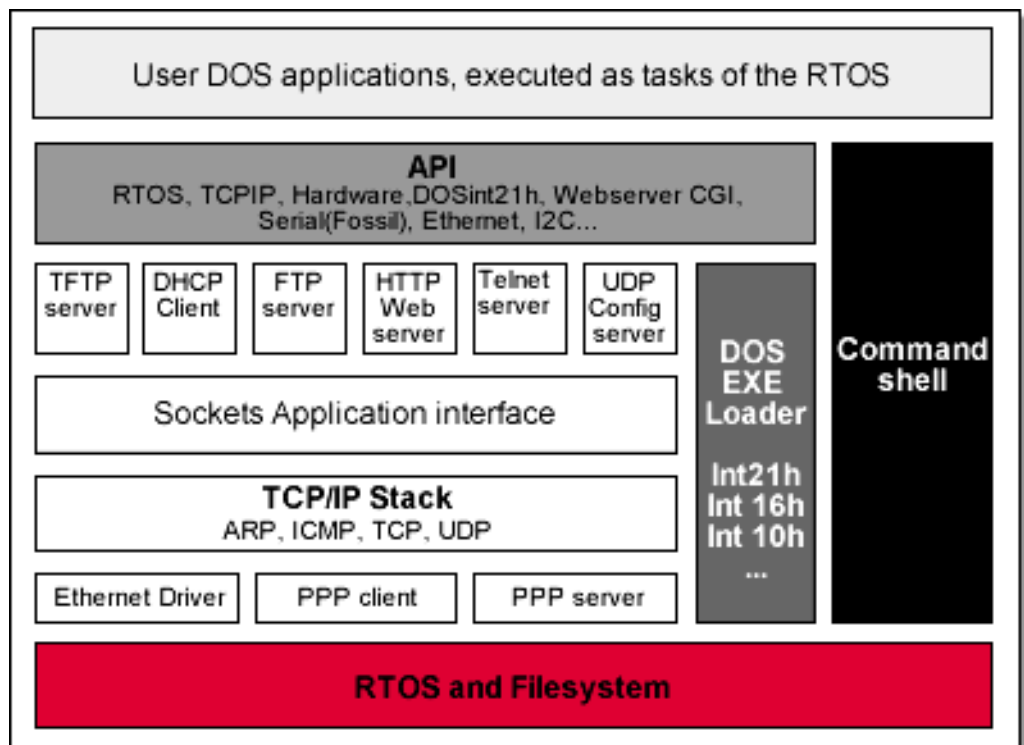 User DOS applications, executed as tasks of the RTOS
API
RTOS, TCPIP, Hardware,DOSint21h, Webserver CGI,
Serial(Fossil), Ethernet, I2C...
TFTP
server
DHCP
Client
FTP
server
HTTP
Web
server
Telnet
server
UDP
Config
server
Sockets Application interface
TCP/IP Stack
ARP, ICMP, TCP, UDP
Ethernet Driver
PPP client
PPP server
DOS
EXE
Loader
Int21h
Int 16h
Int 10h
...
Command
shell
RTOS and Filesystem